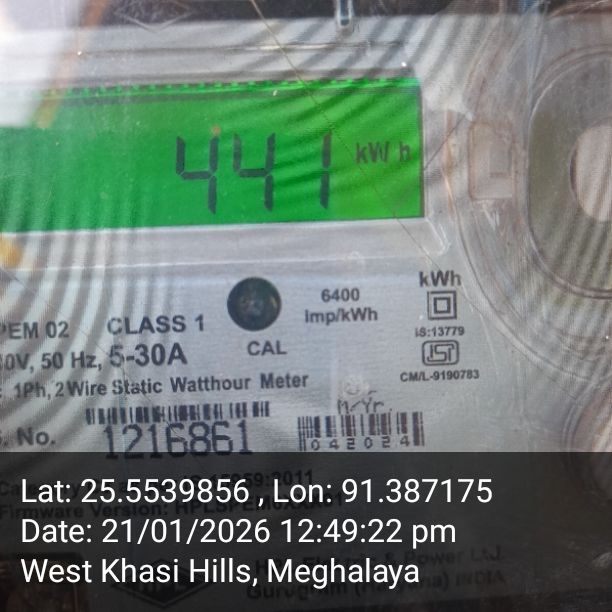 441 kWh
6400
imp/kWh
kWh
PEM 02 CLASS 1
IS:13779
0V, 50 Hz, 5-30A
CAL
CM/L-9190783
1Ph, 2 Wire Static Watthour Meter
M/Yr.
S. No. 1216861
042024
Lat: 25.5539856 , Lon: 91.387175
Date: 21/01/2026 12:49:22 pm
West Khasi Hills, Meghalaya